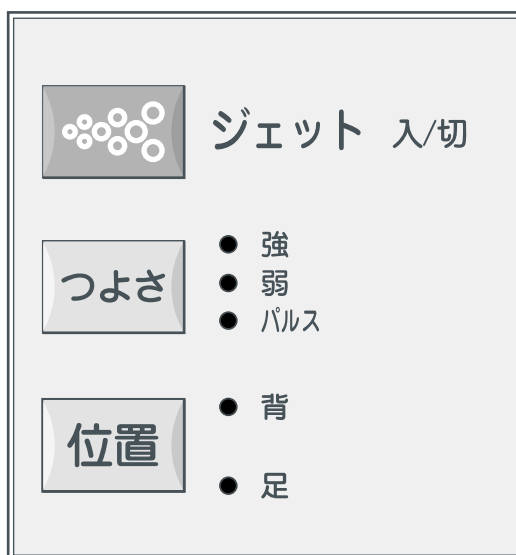 ジェット 入/切
つよさ
強
弱
パルス
位置
背
足